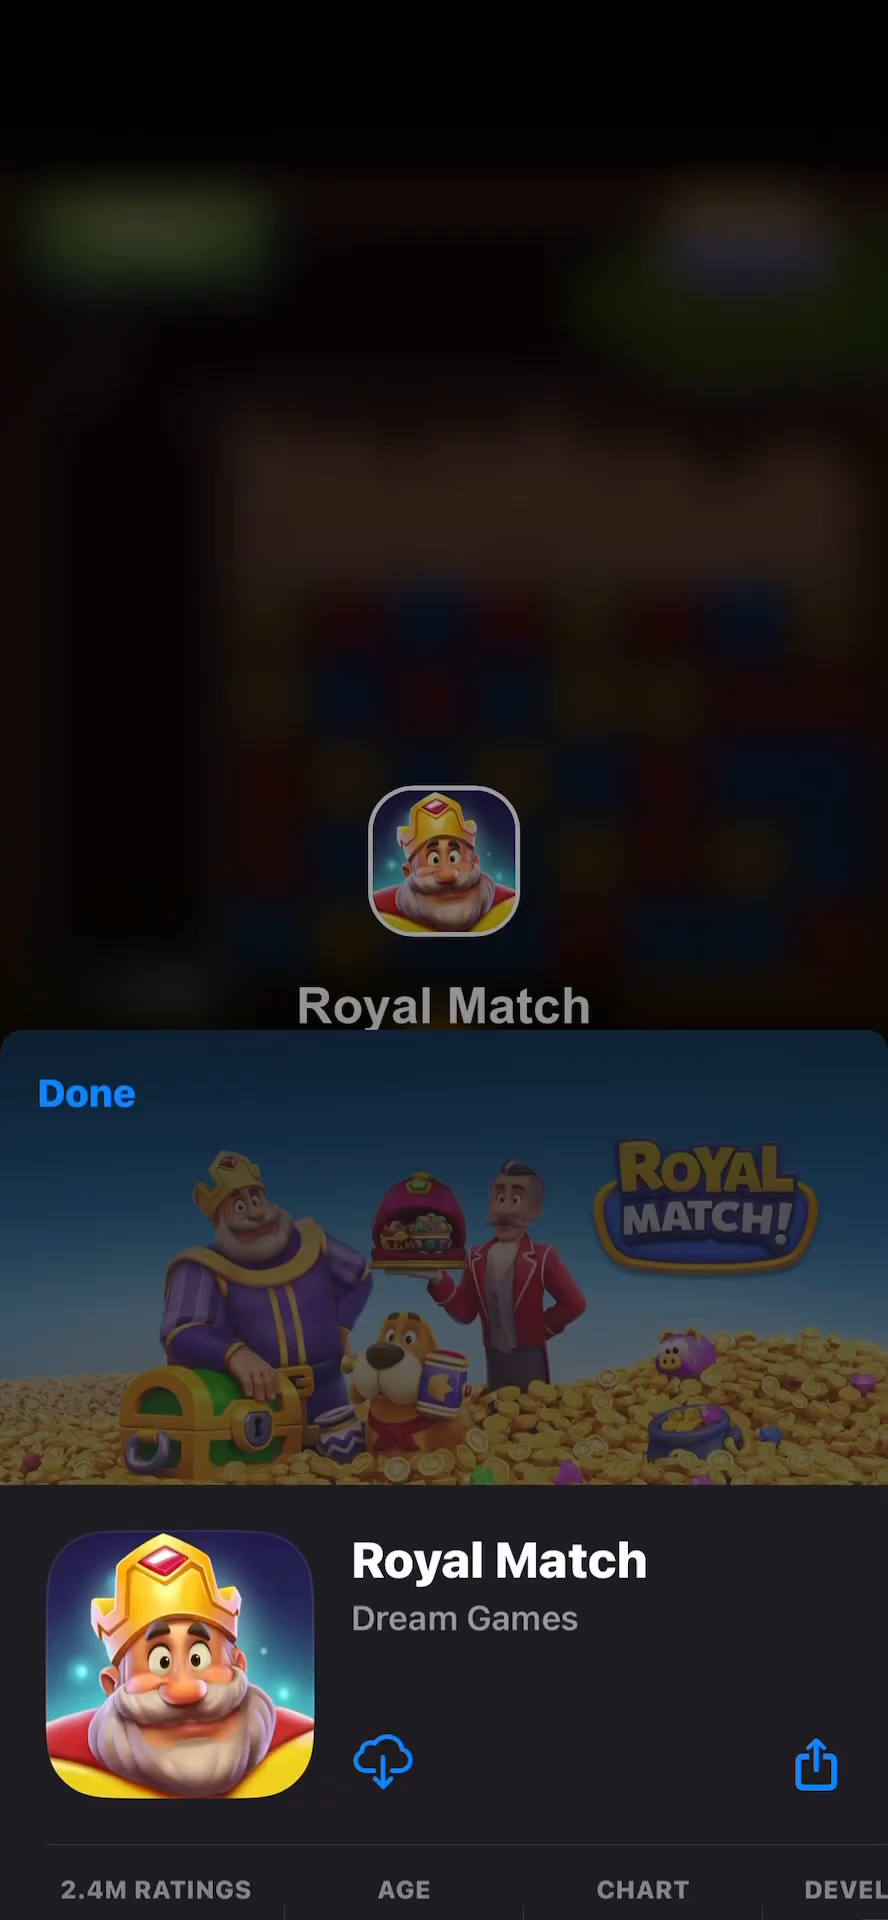 Royal Match
Done
ROYAL
MATCH!
Royal Match
Dream Games
2.4M RATINGS
AGE
CHART
DEVEL